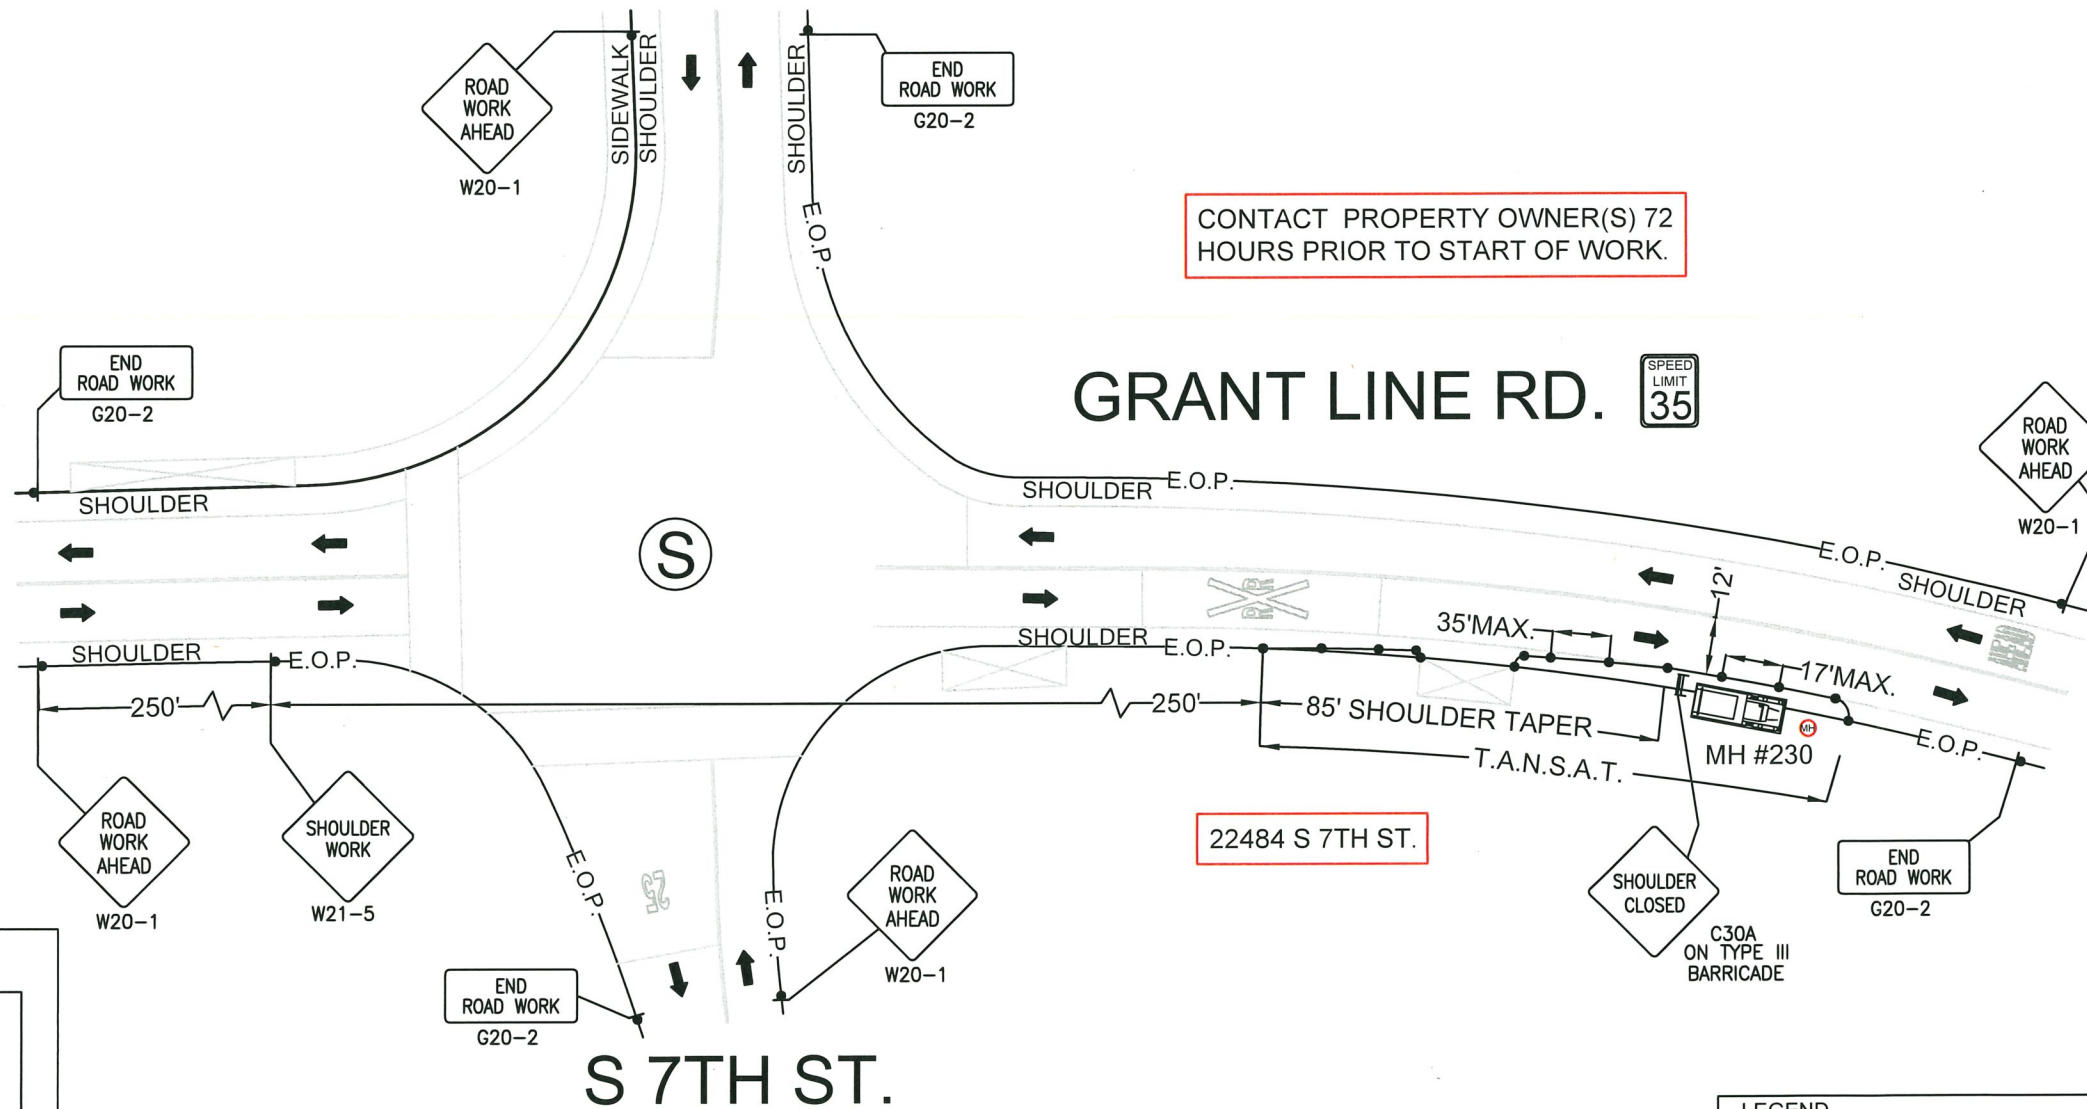 ROAD
WORK
AHEAD
W20-1
SIDEWALK
SHOULDER
SHOULDER
END
ROAD WORK
G20-2
E.O.P.
CONTACT PROPERTY OWNER(S) 72
HOURS PRIOR TO START OF WORK.
END
ROAD WORK
G20-2
GRANT LINE RD.
SPEED
LIMIT
35
ROAD
WORK
AHEAD
W20-1
SHOULDER
SHOULDER
E.O.P.
E.O.P.
SHOULDER
S
12'
35'MAX.
17'MAX.
SHOULDER
E.O.P.
SHOULDER
E.O.P.
250'
250'
85' SHOULDER TAPER
T.A.N.S.A.T.
MH
MH #230
E.O.P.
ROAD
WORK
AHEAD
W20-1
SHOULDER
WORK
W21-5
E.O.P.
25
E.O.P.
ROAD
WORK
AHEAD
W20-1
22484 S 7TH ST.
SHOULDER
CLOSED
C30A
ON TYPE III
BARRICADE
END
ROAD WORK
G20-2
END
ROAD WORK
G20-2
S 7TH ST.
LEGEND